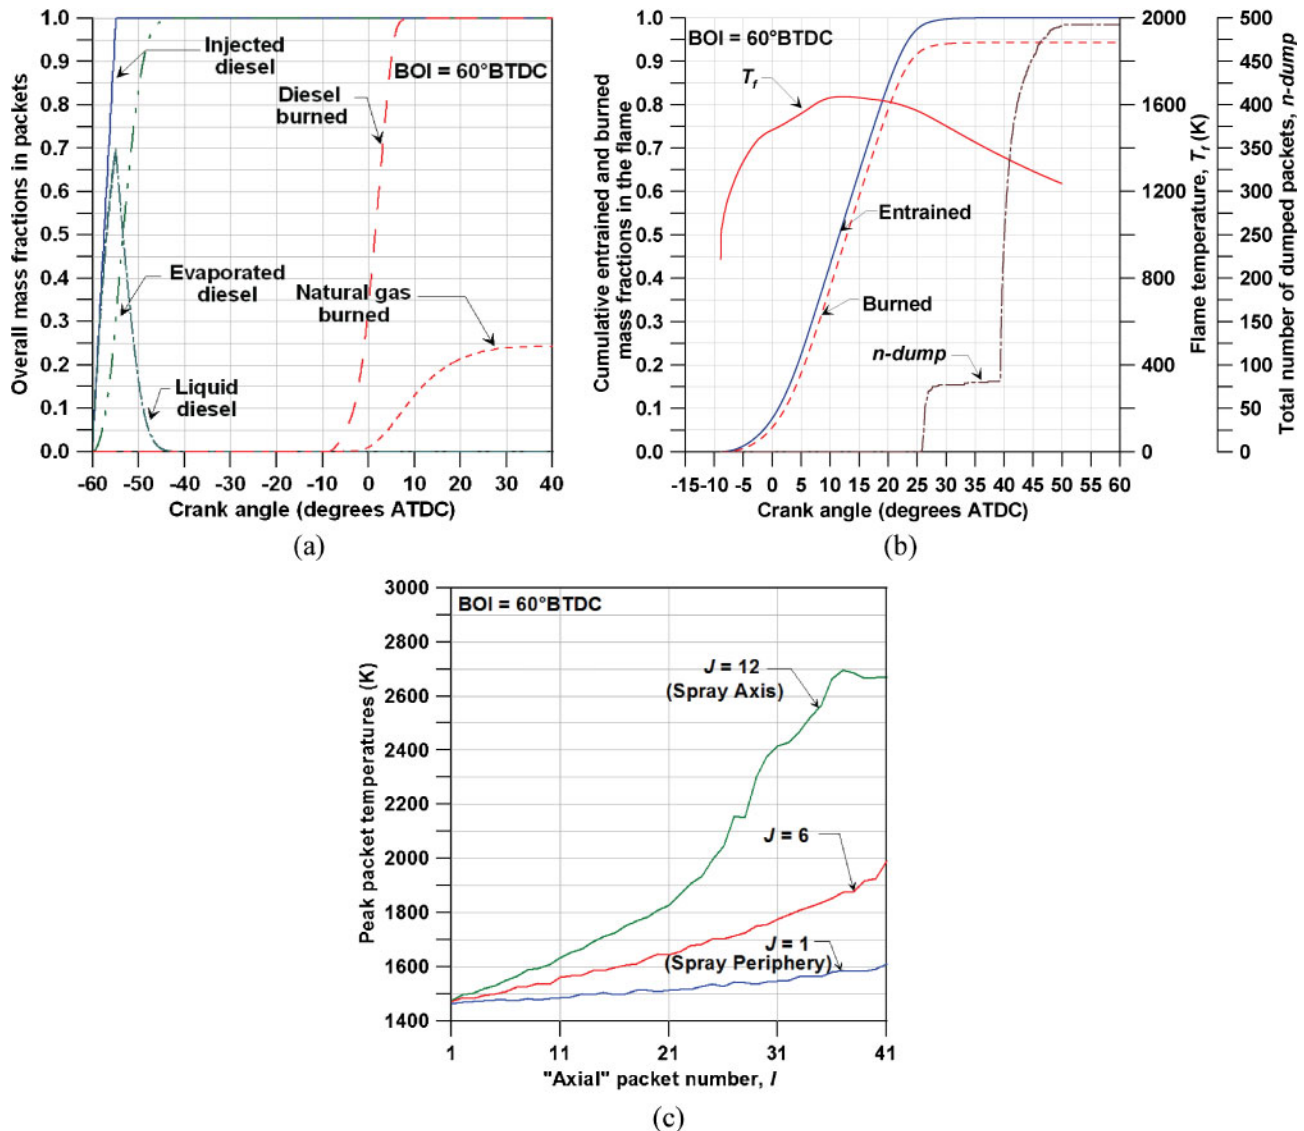 1.0
0.9
0.8
0.7
0.6
0.5
0.4
0.3
0.2
0.1
0.0
Overall mass fractions in packets
Injected
diesel
BOI = 60°BTDC
Diesel
burned
Evaporated
diesel
Natural gas
burned
Liquid
diesel
-60 -50 -40 -30 -20 -10 0 10 20 30 40
Crank angle (degrees ATDC)
(a)
1.0
0.9
0.8
0.7
0.6
0.5
0.4
0.3
0.2
0.1
0.0
Cumulative entrained and burned
mass fractions in the flame
BOI = 60°BTDC
Tf
Entrained
Burned
n-dump
2000
1600
1200
800
400
0
Flame temperature, Tf (K)
500
450
400
350
300
250
200
150
100
50
0
Total number of dumped packets, n-dump
-15 -10 -5 0 5 10 15 20 25 30 35 40 45 50 55 60
Crank angle (degrees ATDC)
(b)
3000
2800
2600
2400
2200
2000
1800
1600
1400
Peak packet temperatures (K)
BOI = 60°BTDC
J = 12
(Spray Axis)
J = 6
J = 1
(Spray Periphery)
1 11 21 31 41
"Axial" packet number, I
(c)